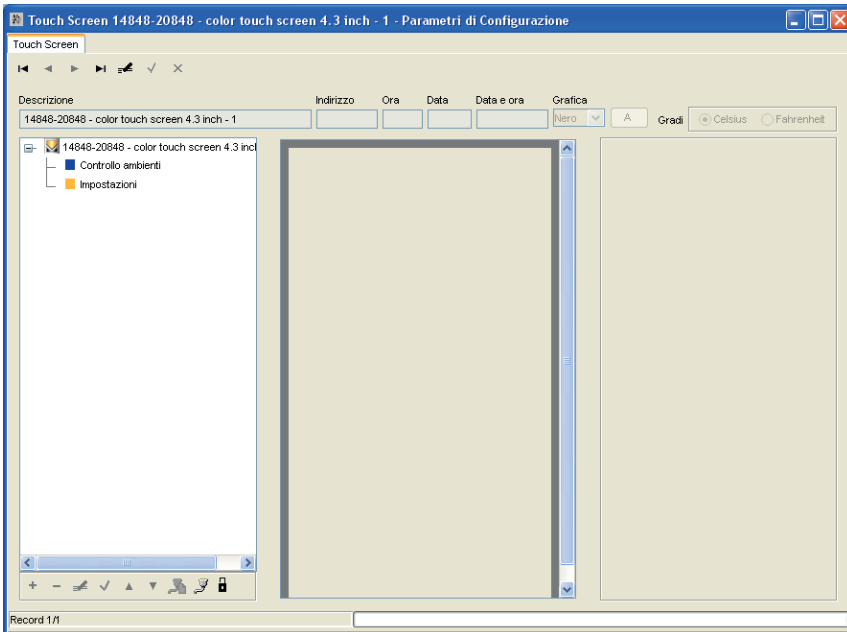 Touch Screen 14848-20848 - color touch screen 4.3 inch - 1 - Parametri di Configurazione
Touch Screen
Descrizione Indirizzo Ora Data Data e ora Grafica
14848-20848 - color touch screen 4.3 inch - 1 Nero A Gradi Celsius Fahrenheit
14848-20848 - color touch screen 4.3 incl
Controllo ambienti
Impostazioni
Record 1/1